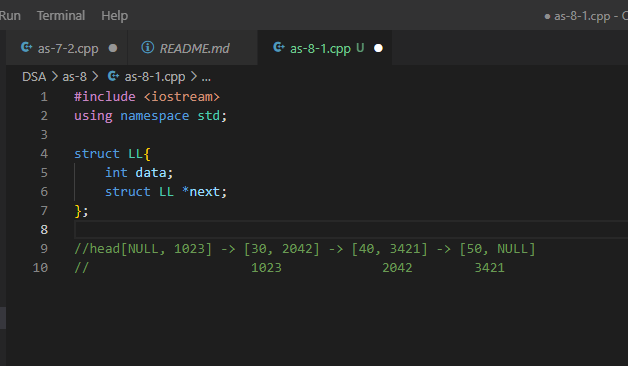 Run Terminal Help ● as-8-1.cpp - C
as-7-2.cpp ● README.md as-8-1.cpp U ●
DSA > as-8 > as-8-1.cpp > ...
1 #include <iostream>
2 using namespace std;
3
4 struct LL{
5     int data;
6     struct LL *next;
7 };
8
9 //head[NULL, 1023] -> [30, 2042] -> [40, 3421] -> [50, NULL]
10 //                     1023             2042        3421